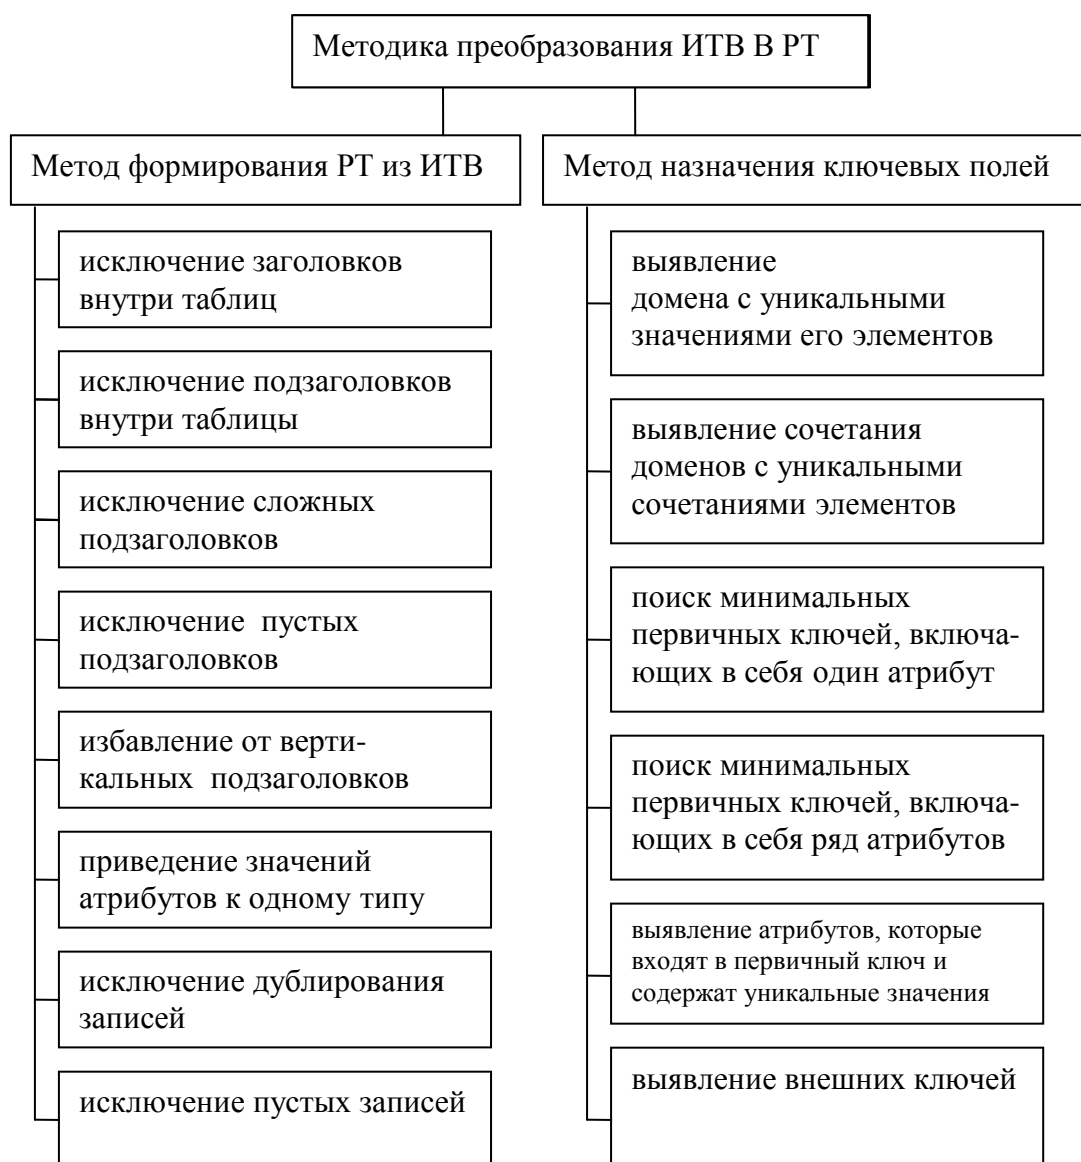 Методика преобразования ИТВ В РТ
Метод формирования РТ из ИТВ
исключение заголовков
внутри таблиц
исключение подзаголовков
внутри таблицы
исключение сложных
подзаголовков
исключение пустых
подзаголовков
избавление от верти-
кальных подзаголовков
приведение значений
атрибутов к одному типу
исключение дублирования
записей
исключение пустых записей
Метод назначения ключевых полей
выявление
домена с уникальными
значениями его элементов
выявление сочетания
доменов с уникальными
сочетаниями элементов
поиск минимальных
первичных ключей, включа-
ющих в себя один атрибут
поиск минимальных
первичных ключей, включа-
ющих в себя ряд атрибутов
выявление атрибутов, которые
входят в первичный ключ и
содержат уникальные значения
выявление внешних ключей